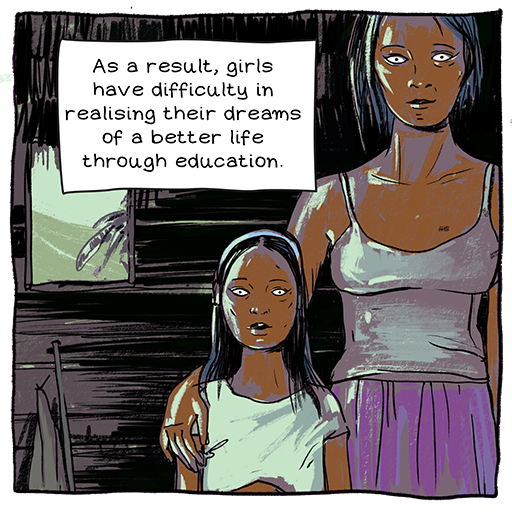 As a result, girls
have difficulty in
realising their dreams
of a better life
through education.